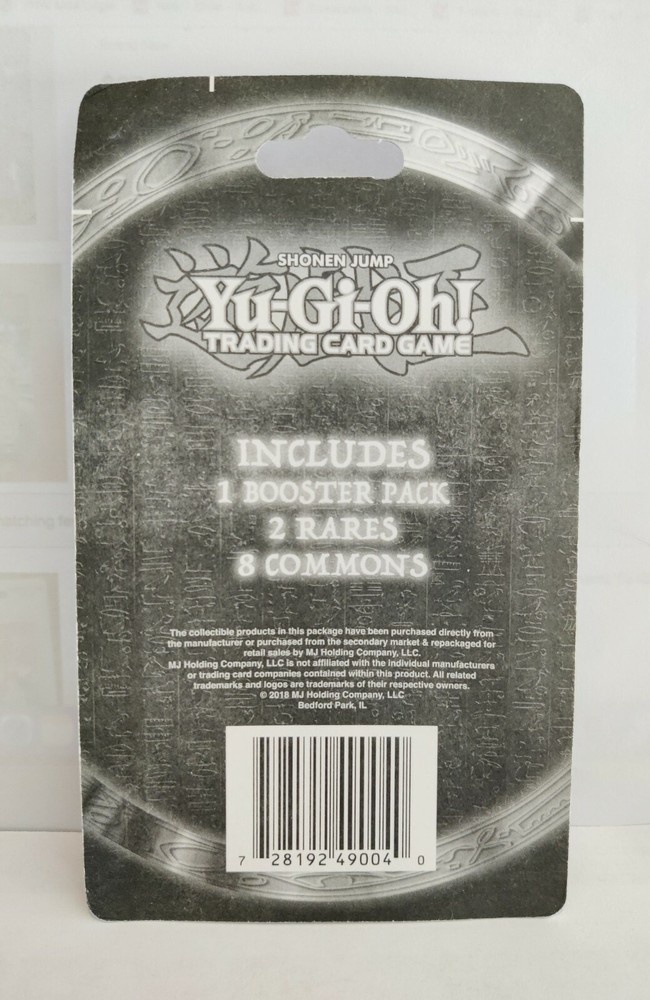 SHONEN JUMP
Yu-Gi-Oh!
TRADING CARD GAME
INCLUDES
1 BOOSTER PACK
2 RARES
8 COMMONS
The collectible products in this package have been purchased directly from
the manufacturer or purchased from the secondary market & repackaged for
retail sales by MJ Holding Company, LLC.
MJ Holding Company, LLC is not affiliated with the individual manufacturers
or trading card companies contained within this product. All related
trademarks and logos are trademarks of their respective owners.
© 2018 MJ Holding Company, LLC
Bedford Park, IL
7 28192 49004 0